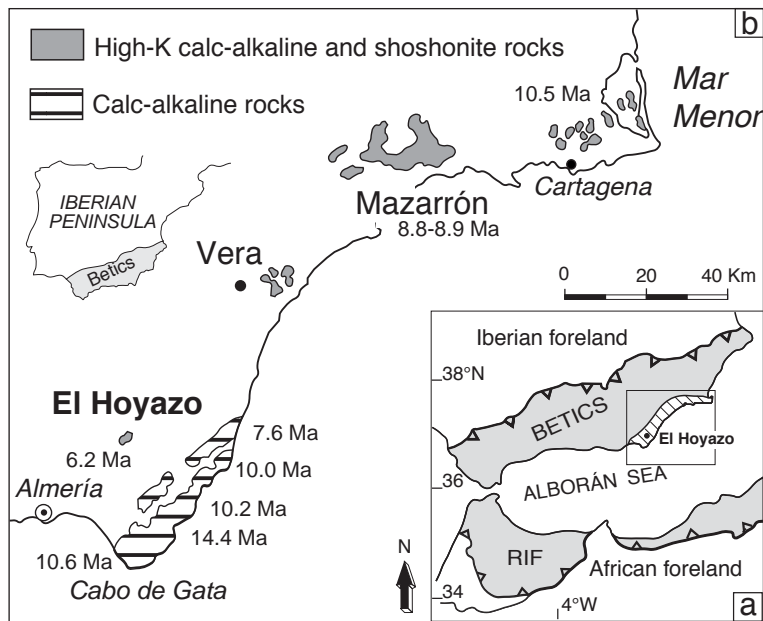 b
High-K calc-alkaline and shoshonite rocks
Calc-alkaline rocks
10.5 Ma
Mar
Menor
Cartagena
IBERIAN
PENINSULA
Betics
Mazarrón
8.8-8.9 Ma
Vera
0 20 40 Km
El Hoyazo
6.2 Ma
7.6 Ma
10.0 Ma
10.2 Ma
14.4 Ma
10.6 Ma
Almería
Cabo de Gata
N
Iberian foreland
38°N
BETICS
El Hoyazo
36
ALBORÁN SEA
RIF
African foreland
34
4°W
a